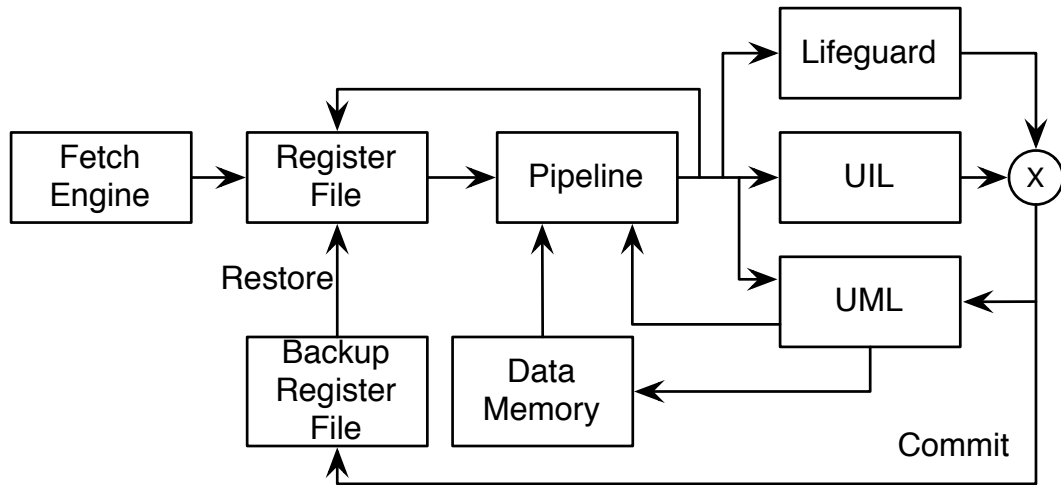 Lifeguard
Fetch
Engine
Register
File
Pipeline
UIL
X
Restore
UML
Backup
Register
File
Data
Memory
Commit